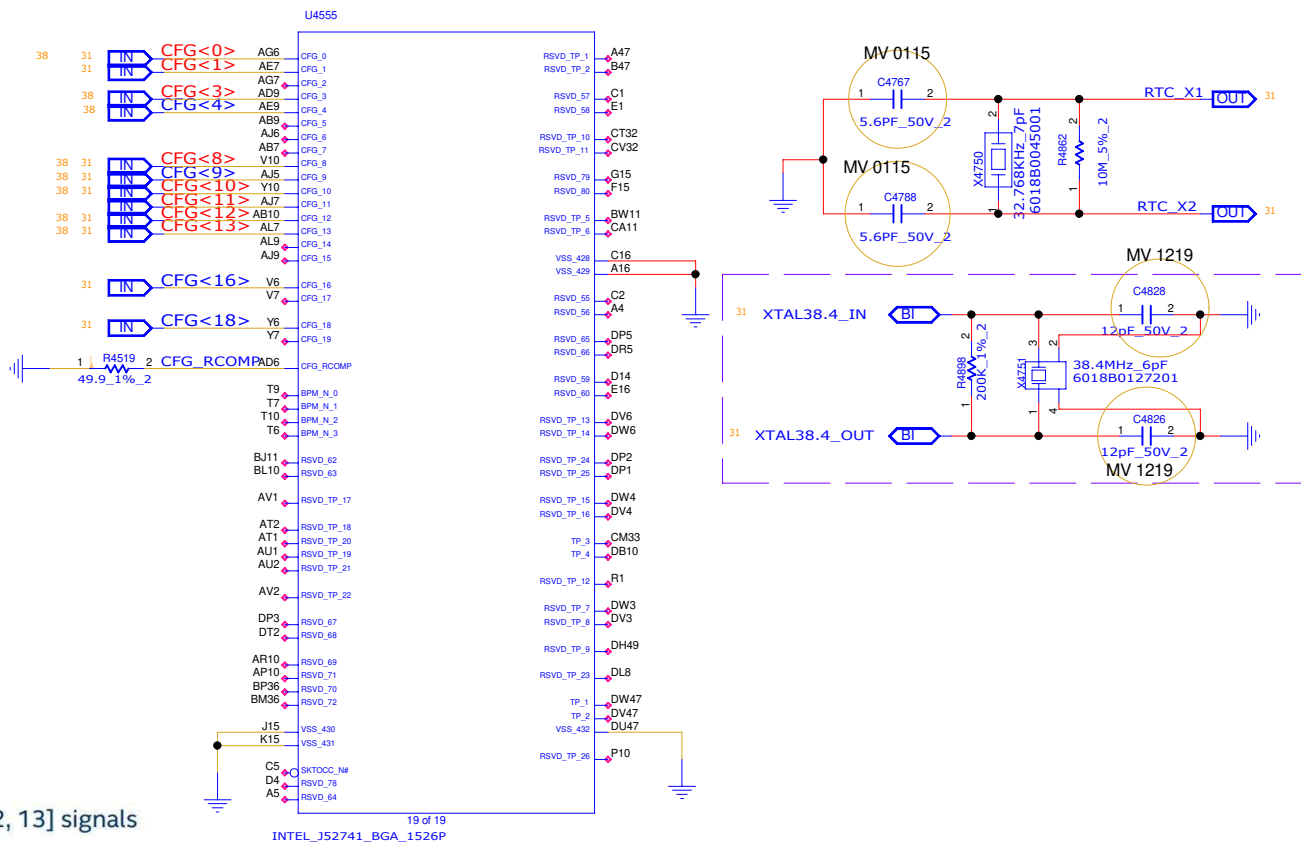 U4555
38 31 IN CFG<0> AG6 CFG_0
31 IN CFG<1> AE7 CFG_1
AG7 CFG_2
38 IN CFG<3> AD9 CFG_3
38 IN CFG<4> AE9 CFG_4
AB9 CFG_5
AJ6 CFG_6
AB7 CFG_7
38 31 IN CFG<8> V10 CFG_8
38 31 IN CFG<9> AJ5 CFG_9
38 31 IN CFG<10> Y10 CFG_10
IN CFG<11> AJ7 CFG_11
38 31 IN CFG<12> AB10 CFG_12
38 31 IN CFG<13> AL7 CFG_13
AL9 CFG_14
AJ9 CFG_15
31 IN CFG<16> V6 CFG_16
V7 CFG_17
31 IN CFG<18> Y6 CFG_18
Y7 CFG_19
1 R4519 2 CFG_RCOMP AD6 CFG_RCOMP
49.9_1%_2
T9 BPM_N_0
T7 BPM_N_1
T10 BPM_N_2
T6 BPM_N_3
BJ11 RSVD_62
BL10 RSVD_63
AV1 RSVD_TP_17
AT2 RSVD_TP_18
AT1 RSVD_TP_20
AU1 RSVD_TP_19
AU2 RSVD_TP_21
AV2 RSVD_TP_22
DP3 RSVD_67
DT2 RSVD_68
AR10 RSVD_69
AP10 RSVD_71
BP36 RSVD_70
BM36 RSVD_72
J15 VSS_430
K15 VSS_431
C5 SKTOCC_N#
D4 RSVD_78
A5 RSVD_64
RSVD_TP_1 A47
RSVD_TP_2 B47
RSVD_57 C1
RSVD_58 E1
RSVD_TP_10 CT32
RSVD_TP_11 CV32
RSVD_79 G15
RSVD_80 F15
RSVD_TP_5 BW11
RSVD_TP_6 CA11
VSS_428 C16
VSS_429 A16
RSVD_55 C2
RSVD_56 A4
RSVD_65 DP5
RSVD_66 DR5
RSVD_59 D14
RSVD_60 E16
RSVD_TP_13 DV6
RSVD_TP_14 DW6
RSVD_TP_24 DP2
RSVD_TP_25 DP1
RSVD_TP_15 DW4
RSVD_TP_16 DV4
TP_3 CM33
TP_4 DB10
RSVD_TP_12 R1
RSVD_TP_7 DW3
RSVD_TP_8 DV3
RSVD_TP_9 DH49
RSVD_TP_23 DL8
TP_1 DW47
TP_2 DV47
VSS_432 DU47
RSVD_TP_26 P10
19 of 19
INTEL_J52741_BGA_1526P
2, 13] signals
MV 0115
C4767
1 2
5.6PF_50V_2
MV 0115
C4788
1 2
5.6PF_50V_2
2
X4750
1
32.768KHz_7pF
6018B0045001
2
R4862
1
10M_5%_2
RTC_X1 OUT 31
RTC_X2 OUT 31
MV 1219
C4828
1 2
12pF_50V_2
31 XTAL38.4_IN BI
2
R4898
1
200K_1%_2
3 2
X4751
1 4
38.4MHz_6pF
6018B0127201
31 XTAL38.4_OUT BI
C4826
1 2
12pF_50V_2
MV 1219